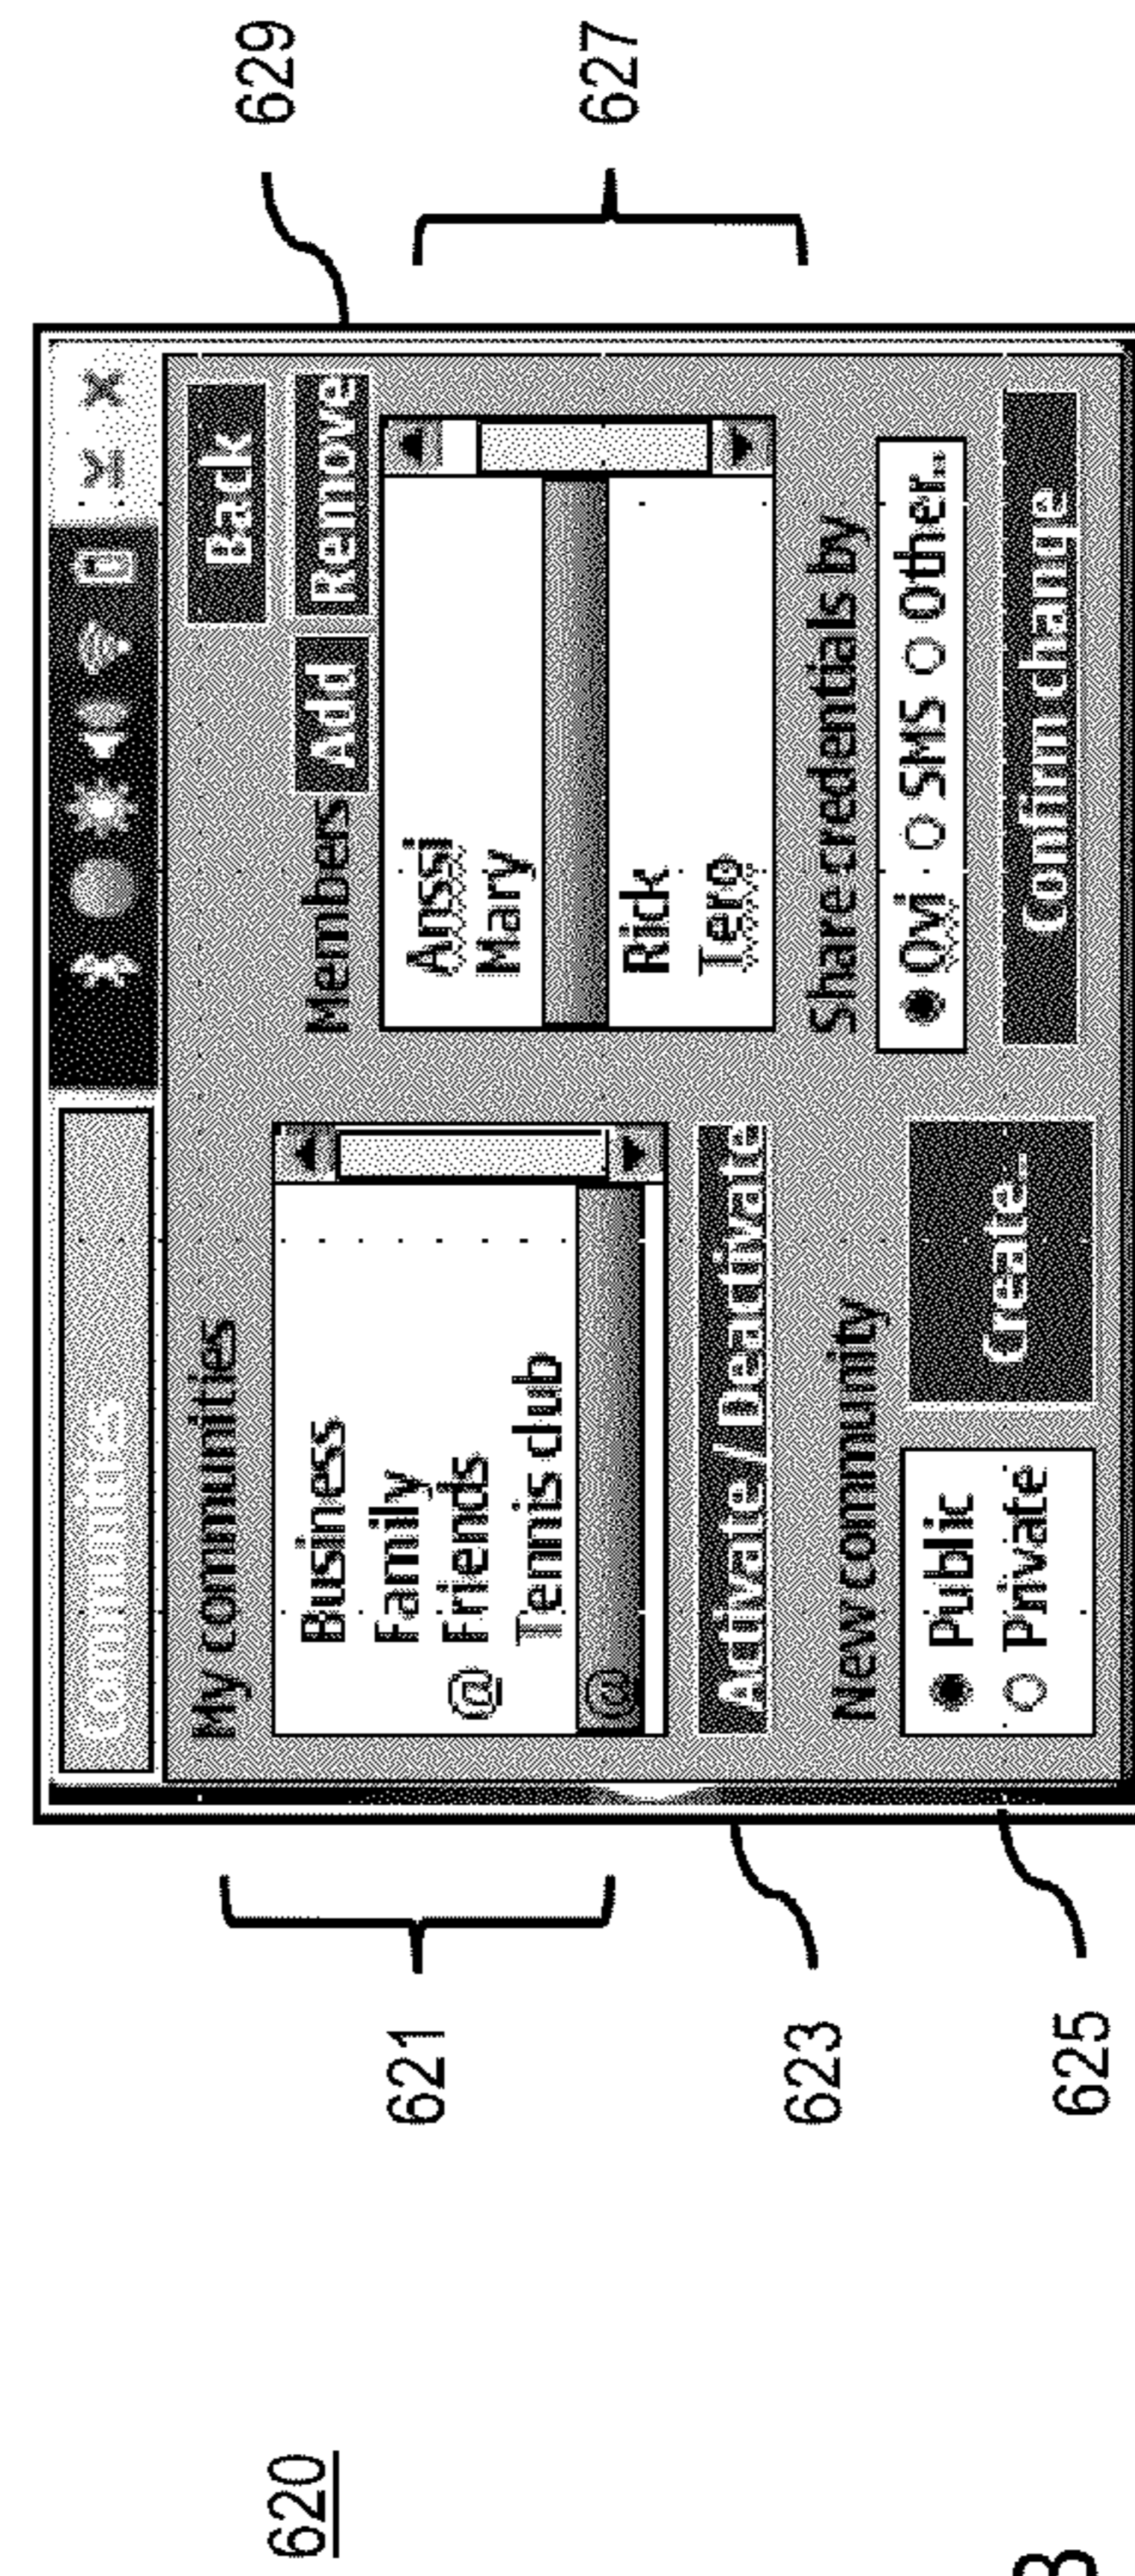 620
629
627
621
623
625
Communities
Back
My communities
Members
Add
Remove
Business
Family
@ Friends
Tennis club
@
Anssi
Mary
Rick
Tero
Activate / Deactivate
Share credentials by
Ovi
SMS
Other..
New community
Public
Private
Create...
Confirm change